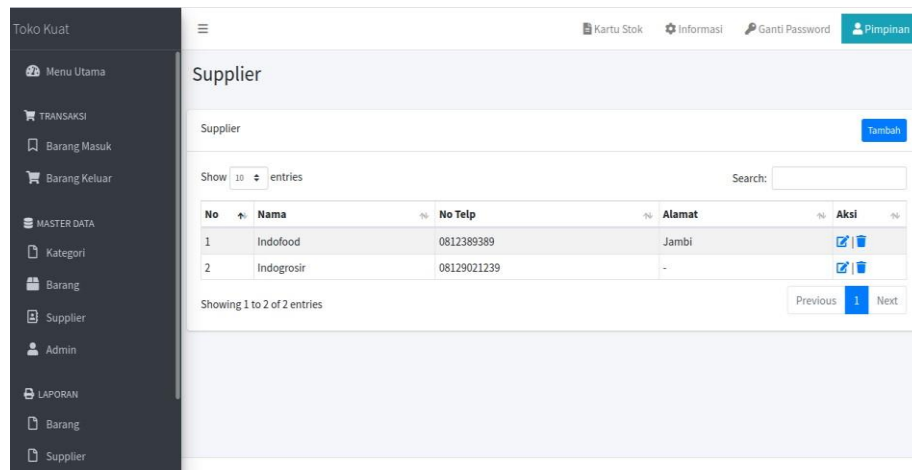 Toko Kuat
Kartu Stok Informasi Ganti Password Pimpinan
Menu Utama
TRANSAKSI
Barang Masuk
Barang Keluar
MASTER DATA
Kategori
Barang
Supplier
Admin
LAPORAN
Barang
Supplier
Supplier
Supplier Tambah
Show 10 entries Search:
No Nama No Telp Alamat Aksi
1 Indofood 0812389389 Jambi |
2 Indogrosir 08129021239 - |
Showing 1 to 2 of 2 entries
Previous 1 Next